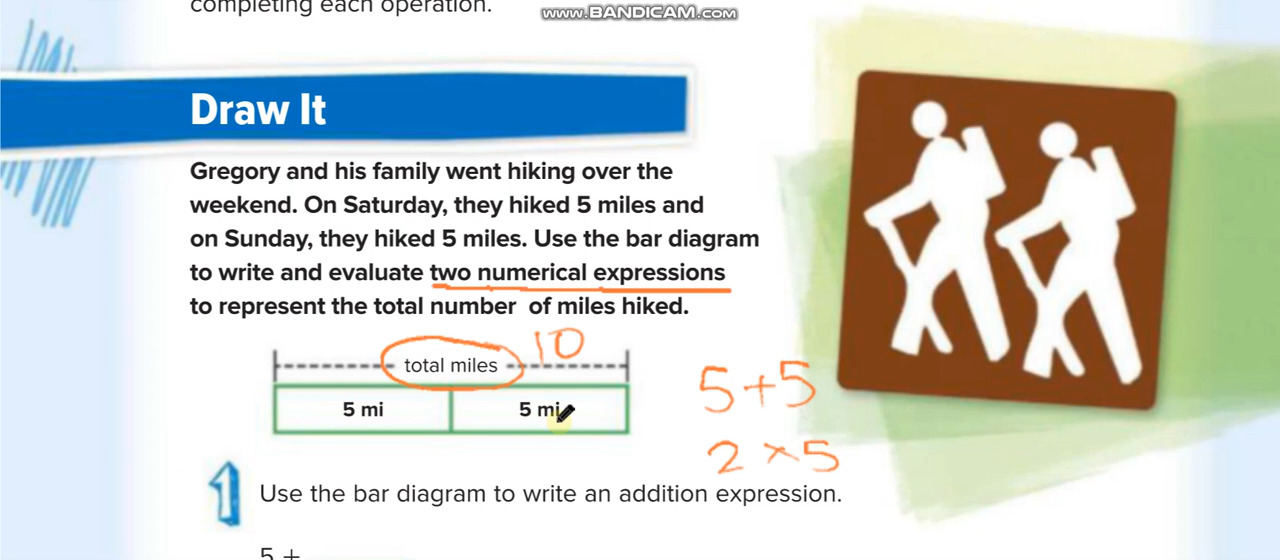 completing each operation.
www.BANDICAM.com
Draw It
Gregory and his family went hiking over the
weekend. On Saturday, they hiked 5 miles and
on Sunday, they hiked 5 miles. Use the bar diagram
to write and evaluate two numerical expressions
to represent the total number of miles hiked.
total miles 10
5 mi 5 mi
5+5
2×5
1 Use the bar diagram to write an addition expression.
5 +